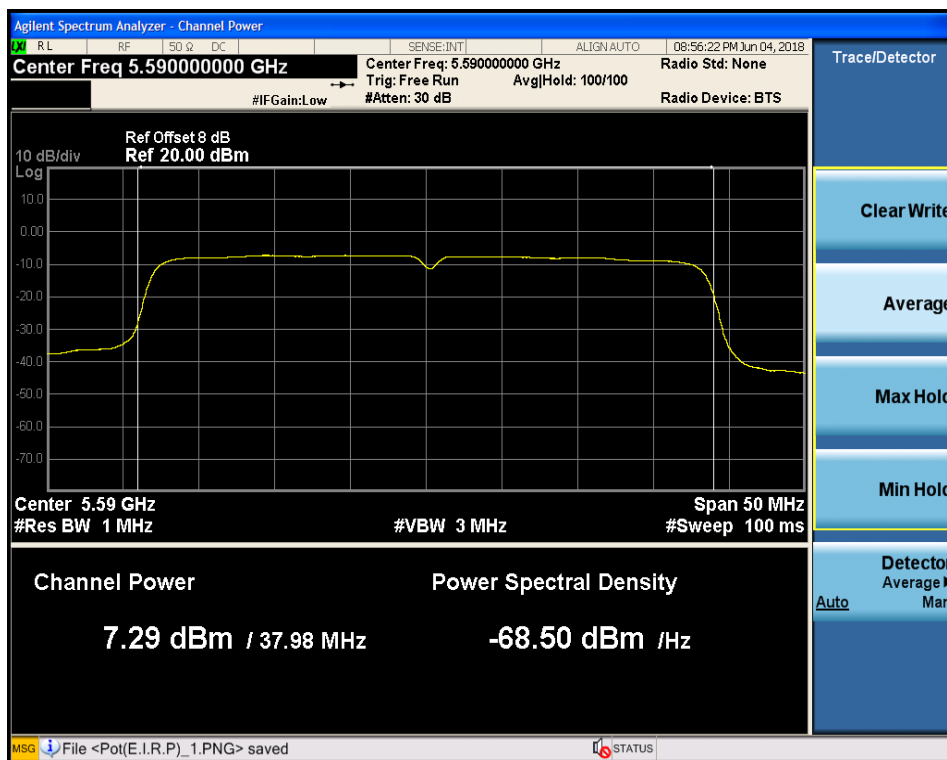 Agilent Spectrum Analyzer - Channel Power
LXI RL RF 50 Ω DC SENSE:INT ALIGN AUTO 08:56:22 PM Jun 04, 2018
Center Freq 5.590000000 GHz
Center Freq: 5.590000000 GHz
Radio Std: None
Trig: Free Run Avg|Hold: 100/100
#IFGain:Low
#Atten: 30 dB
Radio Device: BTS
Trace/Detector
Ref Offset 8 dB
10 dB/div Ref 20.00 dBm
Log
10.0
0.00
-10.0
-20.0
-30.0
-40.0
-50.0
-60.0
-70.0
Center 5.59 GHz
Span 50 MHz
#Res BW 1 MHz
#VBW 3 MHz
#Sweep 100 ms
Channel Power
Power Spectral Density
7.29 dBm / 37.98 MHz
-68.50 dBm /Hz
Clear Write
Average
Max Hold
Min Hold
Detector
Average
Auto Man
MSG File <Pot(E.I.R.P)_1.PNG> saved
STATUS